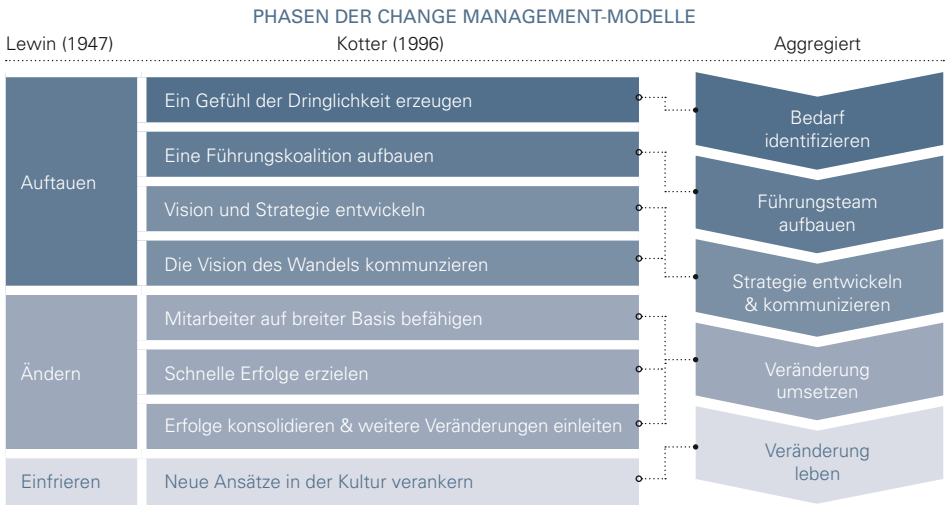 PHASEN DER CHANGE MANAGEMENT-MODELLE
Lewin (1947)
Kotter (1996)
Aggregiert
Auftauen
Ein Gefühl der Dringlichkeit erzeugen
Eine Führungskoalition aufbauen
Vision und Strategie entwickeln
Die Vision des Wandels kommunzieren
Ändern
Mitarbeiter auf breiter Basis befähigen
Schnelle Erfolge erzielen
Erfolge konsolidieren & weitere Veränderungen einleiten
Einfrieren
Neue Ansätze in der Kultur verankern
Bedarf
identifizieren
Führungsteam
aufbauen
Strategie entwickeln
& kommunizieren
Veränderung
umsetzen
Veränderung
leben